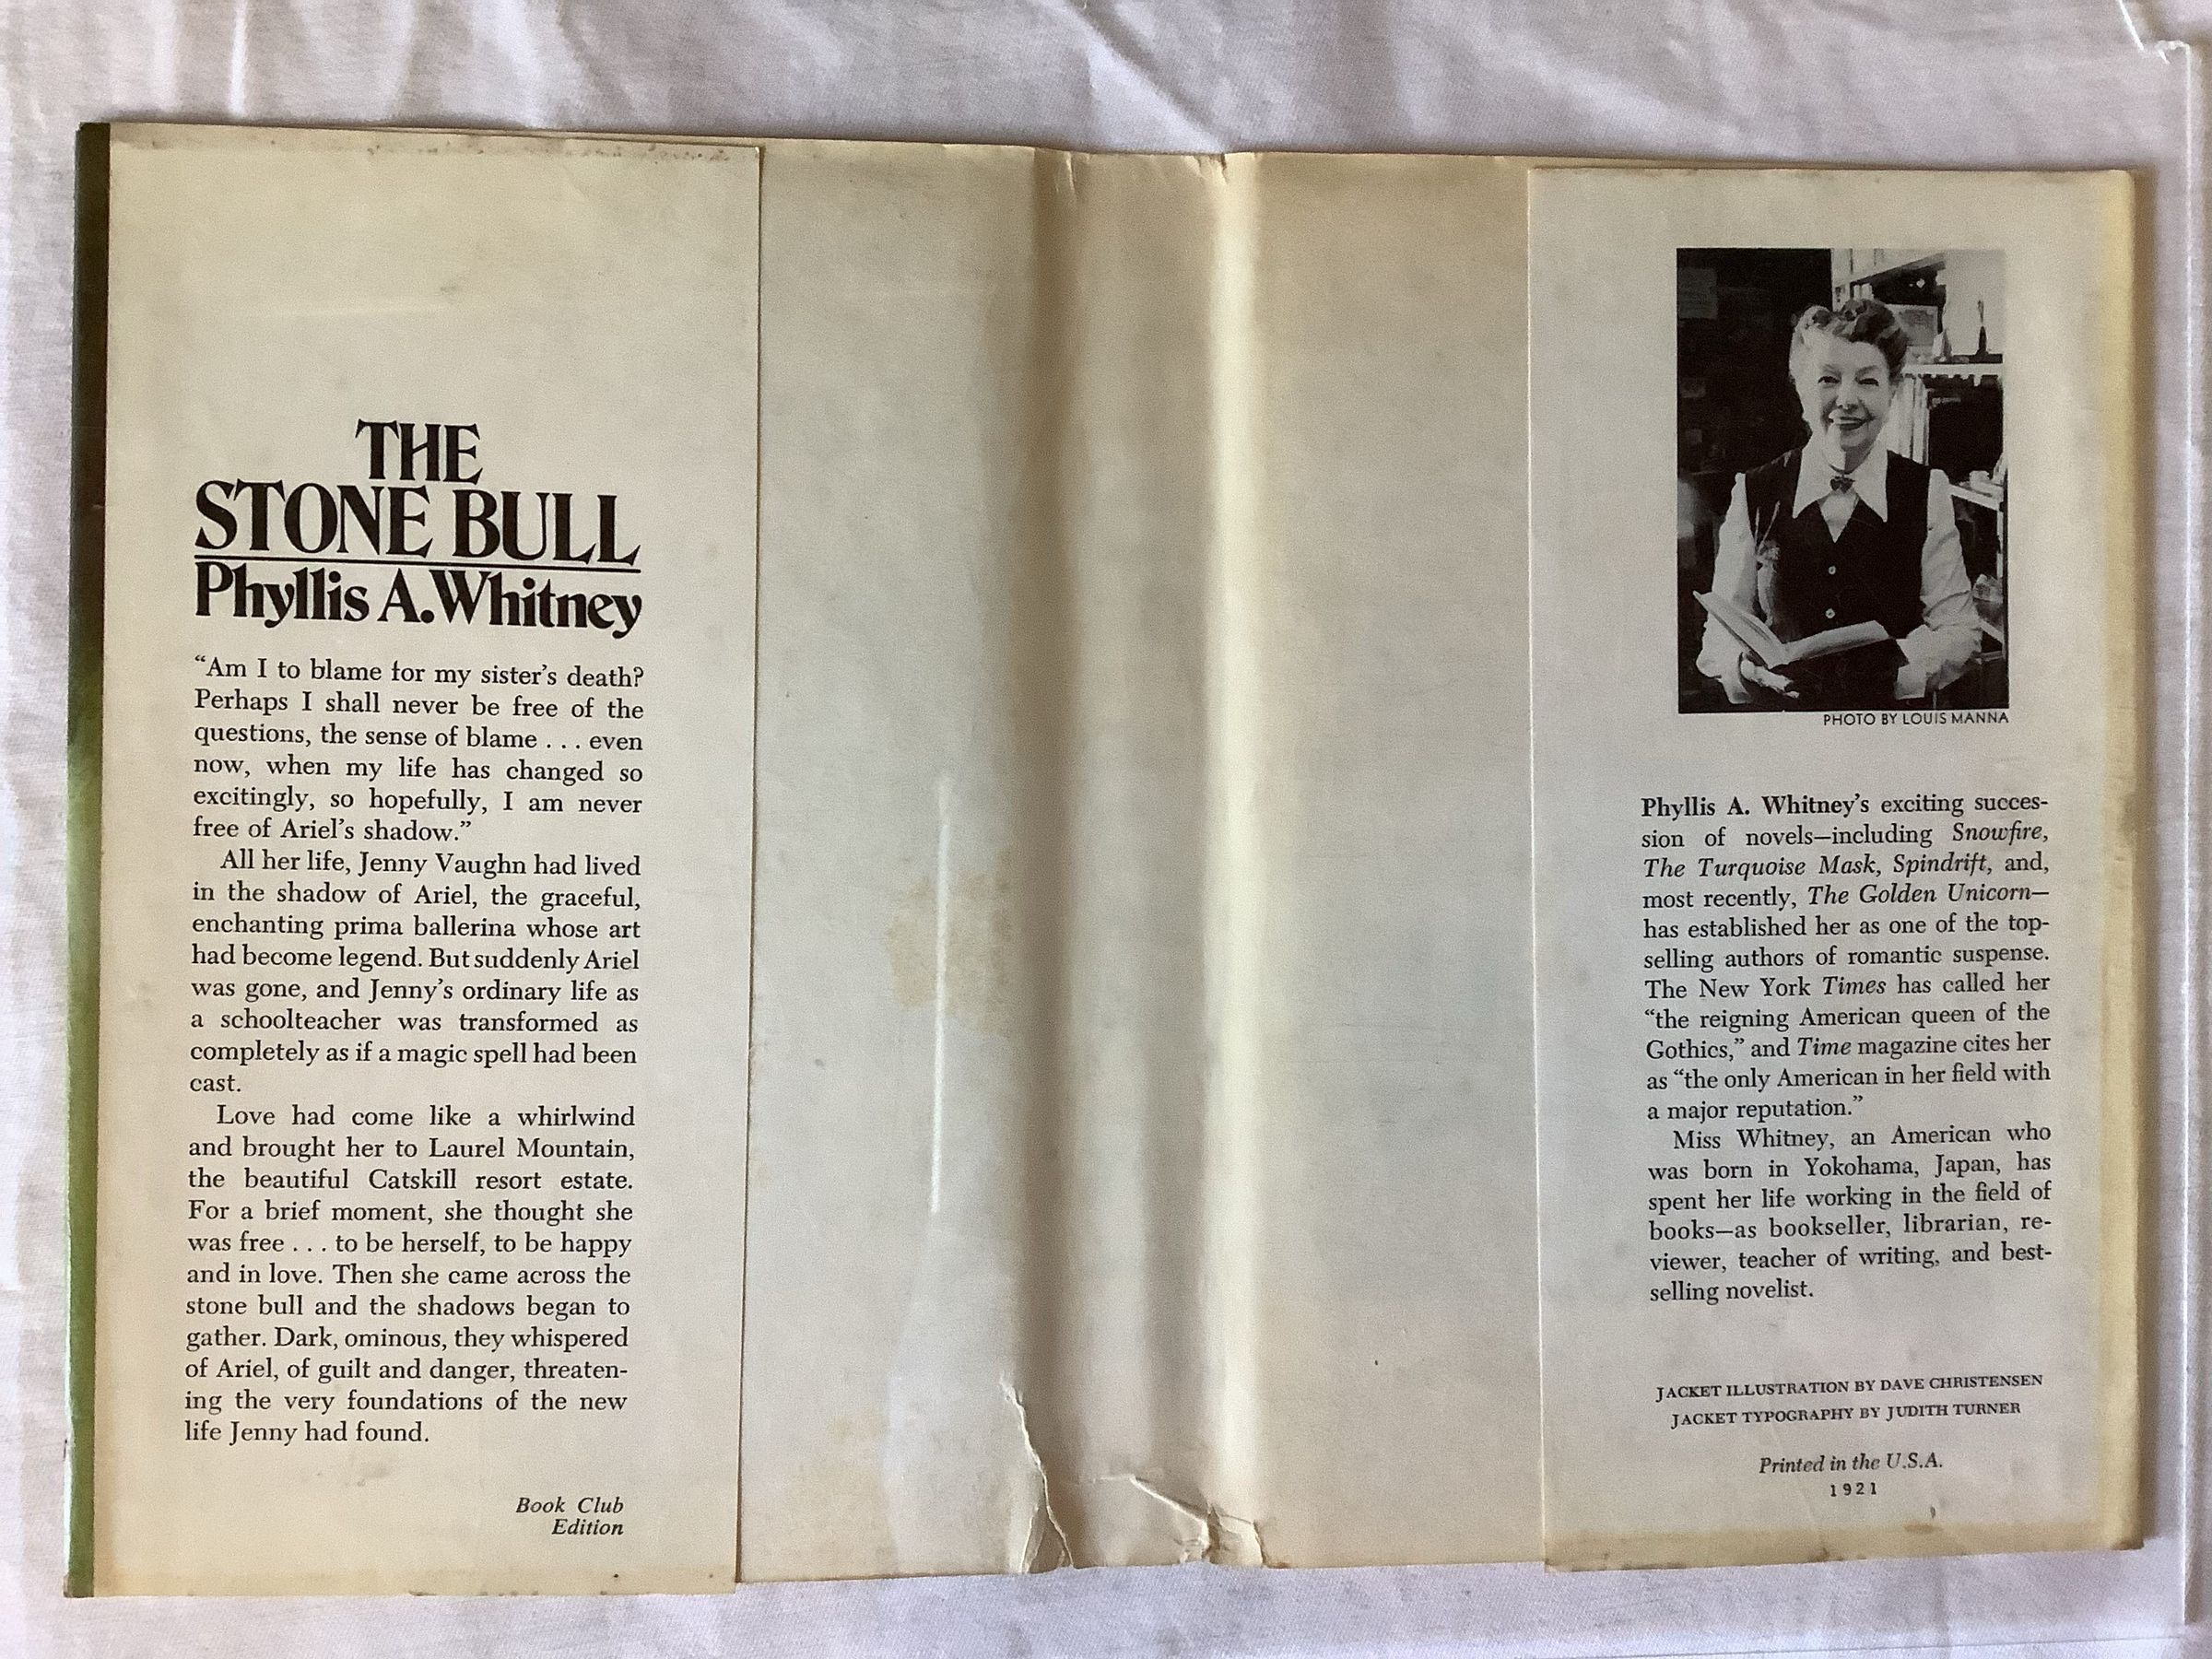 THE
STONE BULL
Phyllis A. Whitney
“Am I to blame for my sister’s death?
Perhaps I shall never be free of the
questions, the sense of blame . . . even
now, when my life has changed so
excitingly, so hopefully, I am never
free of Ariel’s shadow.”
All her life, Jenny Vaughn had lived
in the shadow of Ariel, the graceful,
enchanting prima ballerina whose art
had become legend. But suddenly Ariel
was gone, and Jenny’s ordinary life as
a schoolteacher was transformed as
completely as if a magic spell had been
cast.
Love had come like a whirlwind
and brought her to Laurel Mountain,
the beautiful Catskill resort estate.
For a brief moment, she thought she
was free . . . to be herself, to be happy
and in love. Then she came across the
stone bull and the shadows began to
gather. Dark, ominous, they whispered
of Ariel, of guilt and danger, threaten-
ing the very foundations of the new
life Jenny had found.
Book Club
Edition
PHOTO BY LOUIS MANNA
Phyllis A. Whitney’s exciting succes-
sion of novels—including Snowfire,
The Turquoise Mask, Spindrift, and,
most recently, The Golden Unicorn—
has established her as one of the top-
selling authors of romantic suspense.
The New York Times has called her
“the reigning American queen of the
Gothics,” and Time magazine cites her
as “the only American in her field with
a major reputation.”
Miss Whitney, an American who
was born in Yokohama, Japan, has
spent her life working in the field of
books—as bookseller, librarian, re-
viewer, teacher of writing, and best-
selling novelist.
JACKET ILLUSTRATION BY DAVE CHRISTENSEN
JACKET TYPOGRAPHY BY JUDITH TURNER
Printed in the U.S.A.
1921